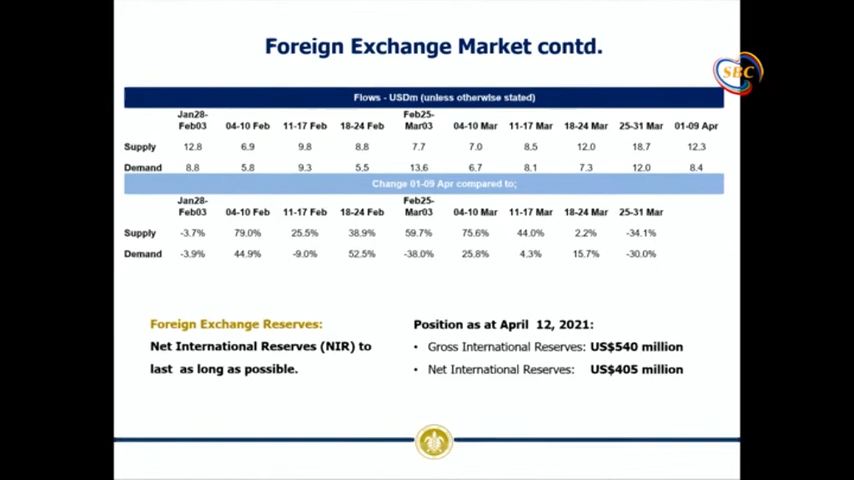 Foreign Exchange Market contd.
SBC
Flows - USDm (unless otherwise stated)
Jan28-Feb03 04-10 Feb 11-17 Feb 18-24 Feb Feb25-Mar03 04-10 Mar 11-17 Mar 18-24 Mar 25-31 Mar 01-09 Apr
Supply 12.8 6.9 9.8 8.8 7.7 7.0 8.5 12.0 18.7 12.3
Demand 8.8 5.8 9.3 5.5 13.6 6.7 8.1 7.3 12.0 8.4
Change 01-09 Apr compared to;
Jan28-Feb03 04-10 Feb 11-17 Feb 18-24 Feb Feb25-Mar03 04-10 Mar 11-17 Mar 18-24 Mar 25-31 Mar
Supply -3.7% 79.0% 25.5% 38.9% 59.7% 75.6% 44.0% 2.2% -34.1%
Demand -3.9% 44.9% -9.0% 52.5% -38.0% 25.8% 4.3% 15.7% -30.0%
Foreign Exchange Reserves:
Net International Reserves (NIR) to
last as long as possible.
Position as at April 12, 2021:
• Gross International Reserves: US$540 million
• Net International Reserves: US$405 million